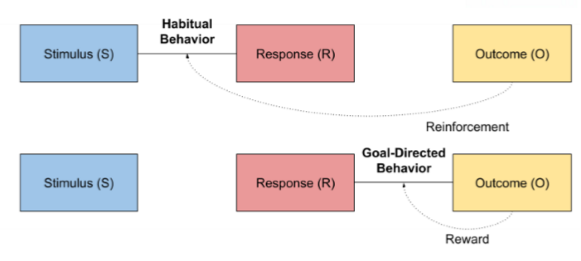 Habitual
Behavior
Stimulus (S)
Response (R)
Outcome (O)
Reinforcement
Goal-Directed
Behavior
Stimulus (S)
Response (R)
Outcome (O)
Reward